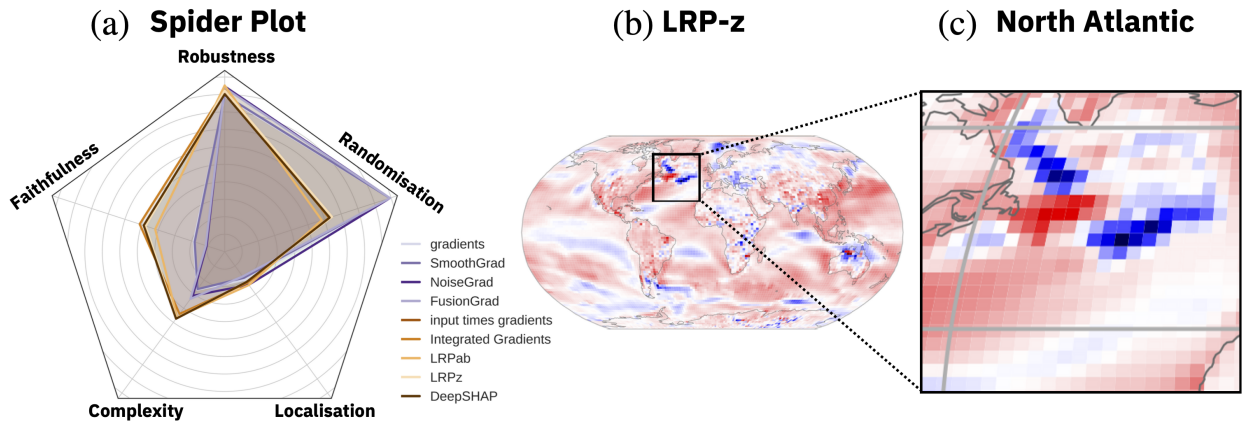 (a) Spider Plot
Robustness
Randomisation
Faithfulness
Complexity
Localisation
gradients
SmoothGrad
NoiseGrad
FusionGrad
input times gradients
Integrated Gradients
LRPab
LRPz
DeepSHAP
(b) LRP-z
(c) North Atlantic